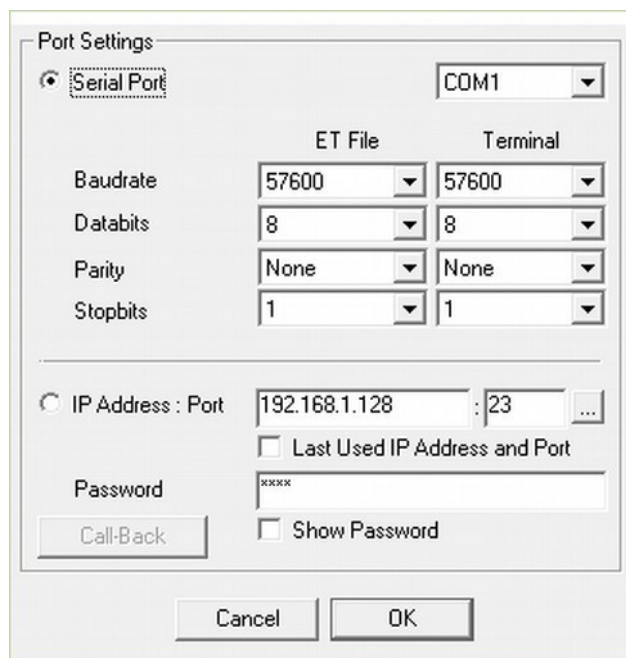 Port Settings
Serial Port COM1
ET File Terminal
Baudrate 57600 57600
Databits 8 8
Parity None None
Stopbits 1 1
IP Address : Port 192.168.1.128 : 23 ...
Last Used IP Address and Port
Password ****
Call-Back Show Password
Cancel OK